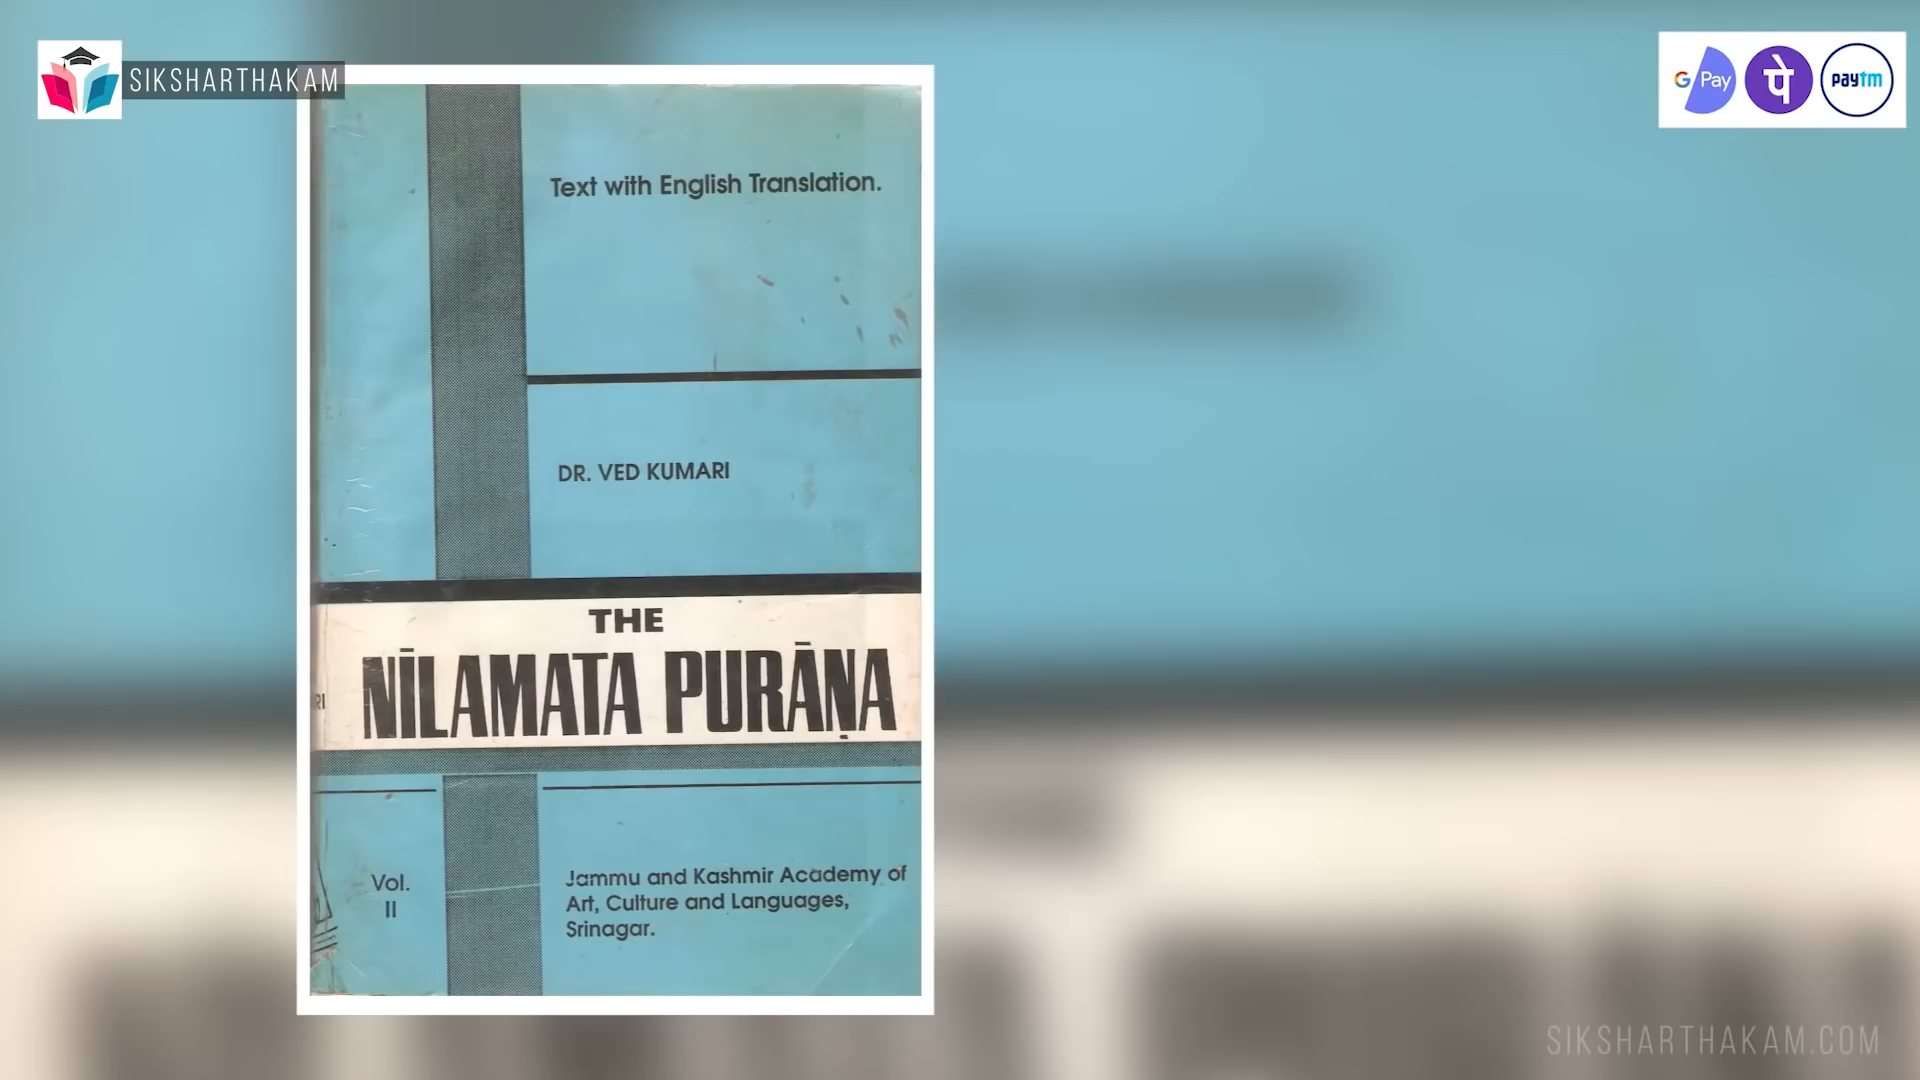 SIKSHARTHAKAM
G Pay
पे
paytm
Text with English Translation.
DR. VED KUMARI
THE
NĪLAMATA PURĀṆA
Vol.
II
Jammu and Kashmir Academy of
Art, Culture and Languages,
Srinagar.
SIKSHARTHAKAM.COM